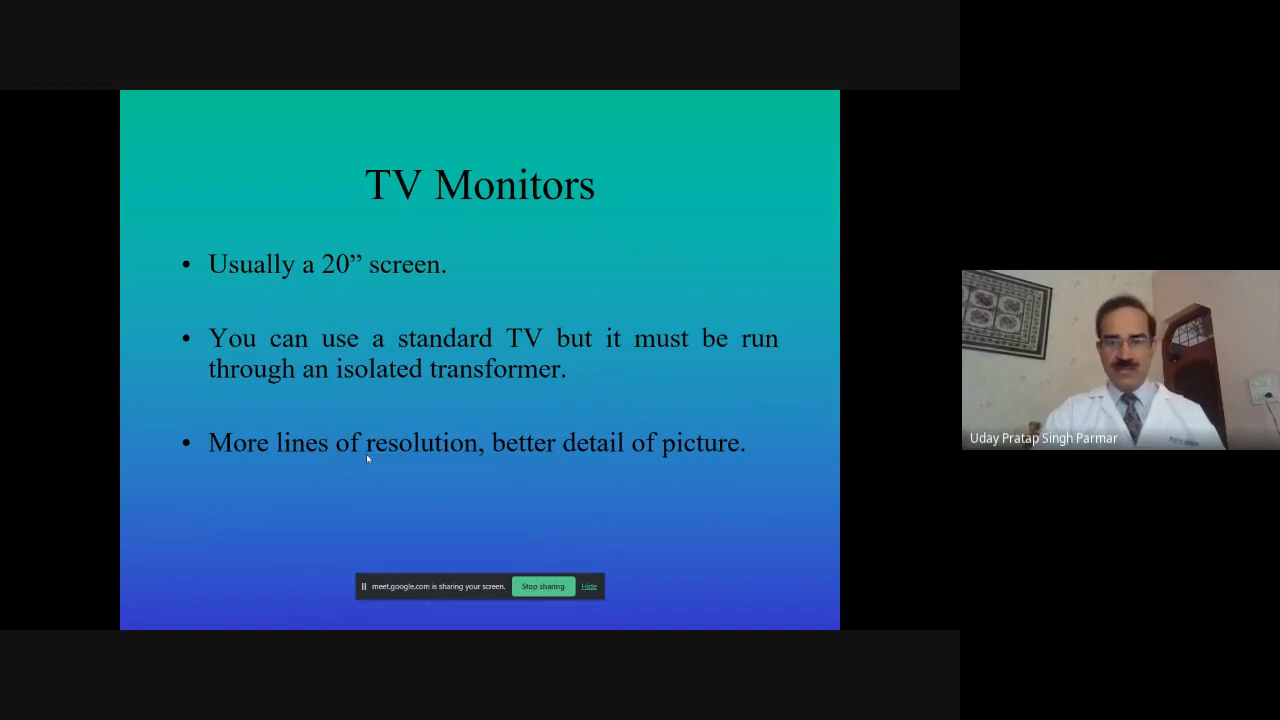 TV Monitors
• Usually a 20” screen.
• You can use a standard TV but it must be run
through an isolated transformer.
• More lines of resolution, better detail of picture.
meet.google.com is sharing your screen. Stop sharing Hide
Uday Pratap Singh Parmar